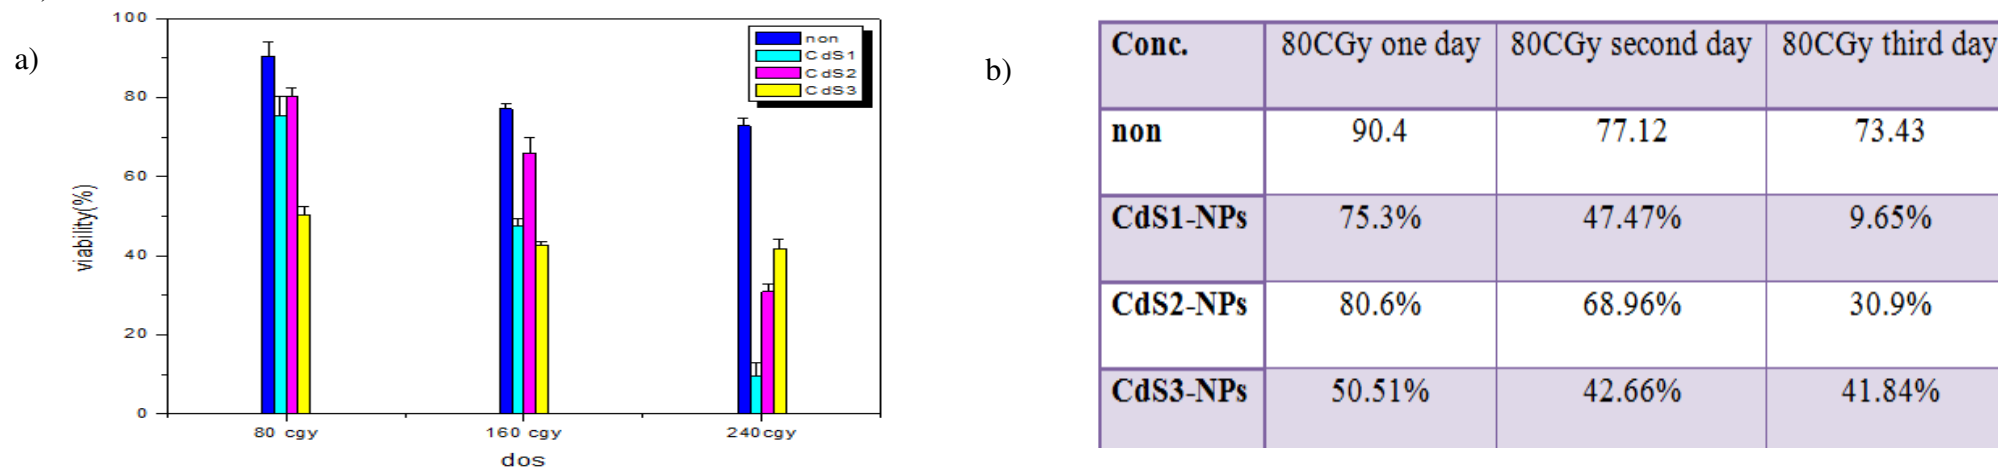 a)
100
80
60
40
20
0
viability(%)
non
CdS1
CdS2
CdS3
80 cgy 160 cgy 240cgy
dos
b)
Conc. 80CGy one day 80CGy second day 80CGy third day
non 90.4 77.12 73.43
CdS1-NPs 75.3% 47.47% 9.65%
CdS2-NPs 80.6% 68.96% 30.9%
CdS3-NPs 50.51% 42.66% 41.84%